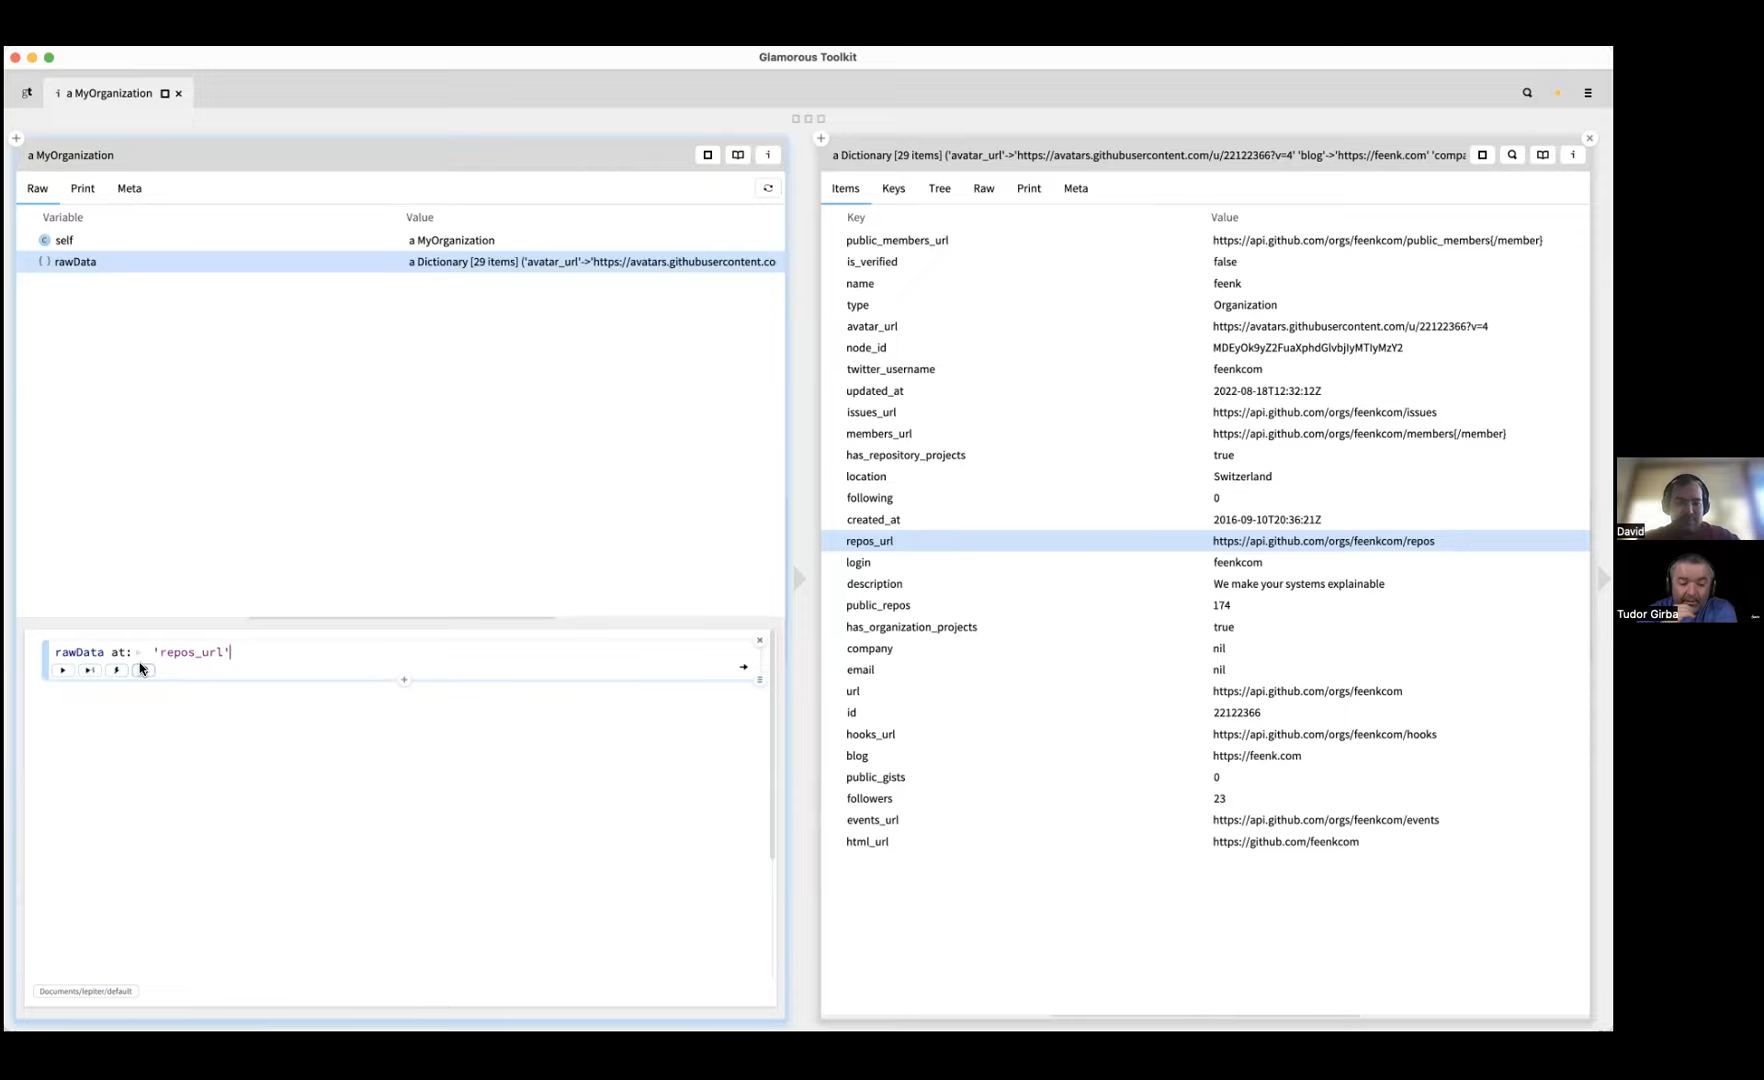 Glamorous Toolkit
gt
i a MyOrganization
a MyOrganization
i
Raw Print Meta
Variable Value
self a MyOrganization
rawData a Dictionary [29 items] ('avatar_url'->'https://avatars.githubusercontent.co
rawData at: 'repos_url'
Documents/lepiter/default
a Dictionary [29 items] ('avatar_url'->'https://avatars.githubusercontent.com/u/22122366?v=4' 'blog'->'https://feenk.com' 'compa
i
Items Keys Tree Raw Print Meta
Key Value
public_members_url https://api.github.com/orgs/feenkcom/public_members{/member}
is_verified false
name feenk
type Organization
avatar_url https://avatars.githubusercontent.com/u/22122366?v=4
node_id
twitter_username feenkcom
updated_at 2022-08-18T12:32:12Z
issues_url https://api.github.com/orgs/feenkcom/issues
members_url https://api.github.com/orgs/feenkcom/members{/member}
has_repository_projects true
location Switzerland
following 0
created_at 2016-09-10T20:36:21Z
repos_url https://api.github.com/orgs/feenkcom/repos
login feenkcom
description We make your systems explainable
public_repos 174
has_organization_projects true
company nil
email nil
url https://api.github.com/orgs/feenkcom
id 22122366
hooks_url https://api.github.com/orgs/feenkcom/hooks
blog https://feenk.com
public_gists 0
followers 23
events_url https://api.github.com/orgs/feenkcom/events
html_url https://github.com/feenkcom
David
Tudor Girba